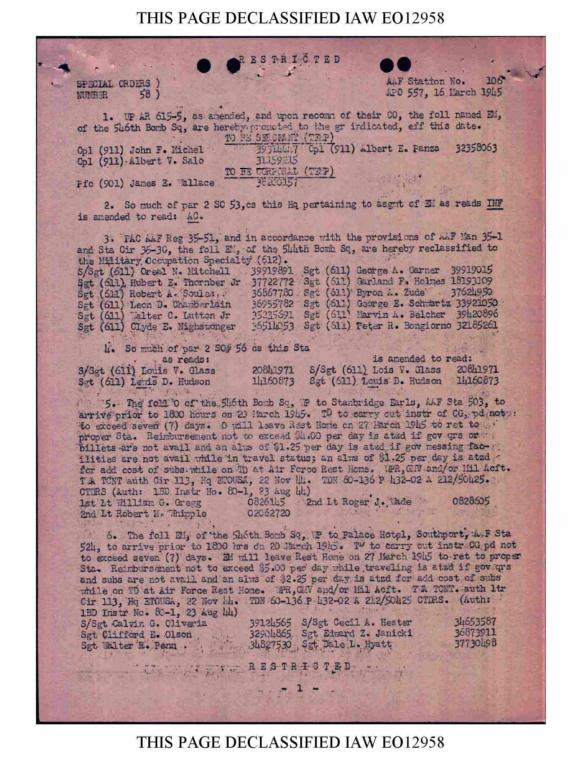 THIS PAGE DECLASSIFIED IAW EO12958
RESTRICTED
SPECIAL ORDERS ) AAF Station No. 106
NUMBER 58 ) APO 557, 16 March 1945
1. UP AR 615-5, as amended, and upon recomn of their CO, the foll named EM,
of the 546th Bomb Sq, are hereby promoted to the gr indicated, eff this date.
TO BE SERGEANT (TEMP)
Cpl (911) John F. Michel Cpl (911) Albert E. Panza 32358063
Cpl (911) Albert V. Salo 31159215
TO BE CORPORAL (TEMP)
Pfc (901) James E. Wallace
2. So much of par 2 SO 53, cs this Hq pertaining to asgmt of EM as reads INF
is amended to read: AC.
3. PAC AAF Reg 35-51, and in accordance with the provisions of AAF Man 35-1
and Sta Cir 35-30, the foll EM, of the 544th Bomb Sq, are hereby reclassified to
the Military Occupation Specialty (612).
S/Sgt (611) Oreal N. Mitchell 39919891 Sgt (611) George A. Garner 39919015
Sgt (611) Hubert E. Thornber Jr 37722772 Sgt (611) Garland F. Holmes 18193109
Sgt (611) Robert A. Soulas 36867780 Sgt (611) Byron A. Zude 37624950
Sgt (611) Leon D. Chamberlain 36955782 Sgt (611) George E. Schwartz 33921050
Sgt (611) Walter C. Lutton Jr 35215691 Sgt (611) Marvin A. Belcher 39420896
Sgt (611) Clyde E. Nighswonger 36514053 Sgt (611) Peter R. Bongiorno 32185261
4. So much of par 2 SO# 56 cs this Sta
as reads: is amended to read:
S/Sgt (611) Louis V. Glass 20841971 S/Sgt (611) Lois V. Glass 20841971
Sgt (611) Lewis D. Hudson 14160873 Sgt (611) Louis D. Hudson 14160873
5. The foll O of the 546th Bomb Sq, WP to Stanbridge Earls, AAF Sta 503, to
arrive prior to 1800 hours on 20 March 1945. TD to carry out instr of CG, pd not
to exceed seven (7) days. O will leave Rest Home on 27 March 1945 to ret to
proper Sta. Reimbursement not to exceed $4.00 per day is atzd if gov qrs or
billets are not avail and an alws of $1.25 per day is atzd if gov messing fac-
ilities are not avail while in travel status; an alws of $1.25 per day is atzd
for add cost of subs while on TD at Air Force Rest Home. WPR, GMT and/or Mil Acft.
TCNT auth Cir 113, Hq ETOUSA, 22 Nov 44. TDN 60-136 P 432-02 A 212/50425.
CTDRS (Auth: 1BD Instr No. 80-1, 23 Aug 44)
1st Lt William G. Gregg 0826145 2nd Lt Roger J. Wade 0828605
2nd Lt Robert N. Whipple 02062720
6. The foll EM, of the 546th Bomb Sq, WP to Palace Hotel, Southport, AAF Sta
524, to arrive prior to 1800 hrs on 20 March 1945. TD to carry out instr CG pd not
to exceed seven (7) days. EM will leave Rest Home on 27 March 1945 to ret to proper
Sta. Reimbursement not to exceed $5.00 per day while traveling is atzd if gov qrs
and subs are not avail and an alws of $2.25 per day is atzd for add cost of subs
while on TD at Air Force Rest Home. WPR, GMT and/or Mil Acft. TCNT. auth ltr
Cir 113, Hq ETOUSA, 22 Nov 44. TDN 60-136 P 432-02 A 212/50425 CTDRS. (Auth:
1BD Instr No. 80-1, 23 Aug 44)
S/Sgt Calvin G. Oliveria 39124565 S/Sgt Cecil A. Hester 34653587
Sgt Clifford E. Olson 32904865 Sgt Edward Z. Janicki 36873911
Sgt Walter R. Penn 34827530 Sgt Dale L. Hyatt 37730498
RESTRICTED
- 1 -
THIS PAGE DECLASSIFIED IAW EO12958